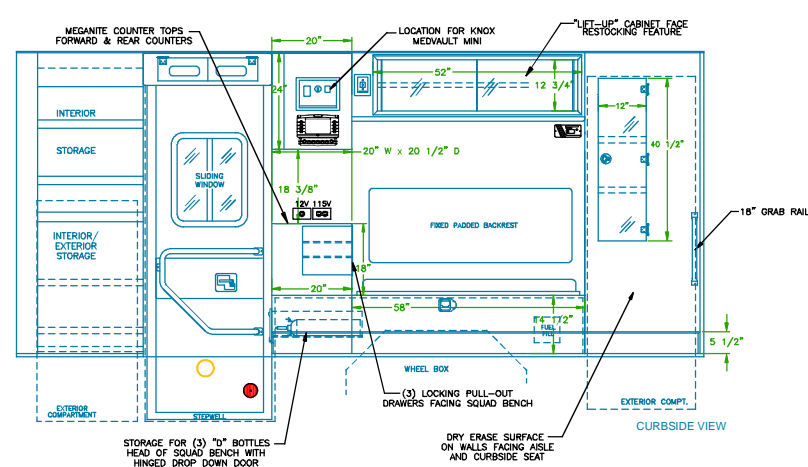 MEGANITE COUNTER TOPS
FORWARD & REAR COUNTERS
LOCATION FOR KNOX
MEDVAULT MINI
"LIFT-UP" CABINET FACE
RESTOCKING FEATURE
20"
24"
52"
12 3/4"
12"
40 1/2"
INTERIOR
STORAGE
SLIDING
WINDOW
20" W x 20 1/2" D
18 3/8"
12V 115V
FIXED PADDED BACKREST
18" GRAB RAIL
INTERIOR/
EXTERIOR
STORAGE
18"
20"
58"
FUEL
FILL
5 1/2"
WHEEL BOX
(3) LOCKING PULL-OUT
DRAWERS FACING SQUAD BENCH
EXTERIOR
COMPARTMENT
STEPWELL
EXTERIOR COMPT.
CURBSIDE VIEW
STORAGE FOR (3) "D" BOTTLES
HEAD OF SQUAD BENCH WITH
HINGED DROP DOWN DOOR
DRY ERASE SURFACE
ON WALLS FACING AISLE
AND CURBSIDE SEAT